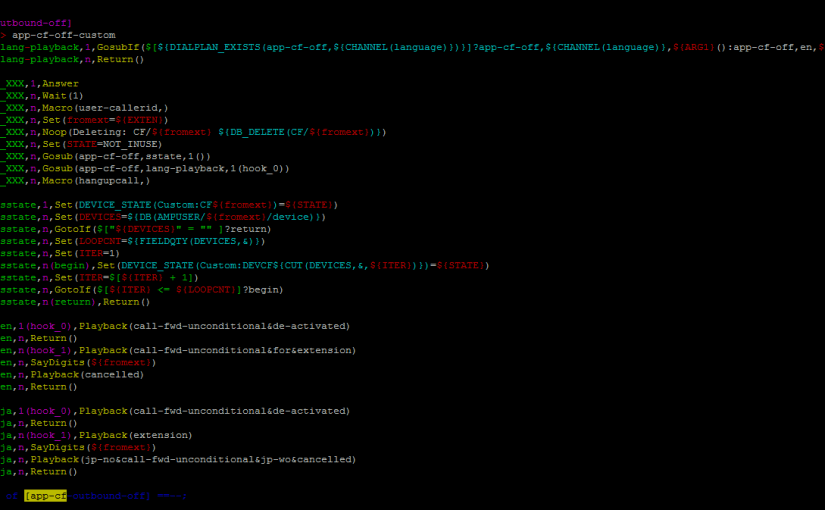 utbound-off]
> app-cf-off-custom
lang-playback,1,GosubIf($[${DIALPLAN_EXISTS(app-cf-off,${CHANNEL(language)})}]?app-cf-off,${CHANNEL(language)},${ARG1}():app-cf-off,en,$
lang-playback,n,Return()
_XXX,1,Answer
_XXX,n,Wait(1)
_XXX,n,Macro(user-callerid,)
_XXX,n,Set(fromext=${EXTEN})
_XXX,n,Noop(Deleting: CF/${fromext} ${DB_DELETE(CF/${fromext})})
_XXX,n,Set(STATE=NOT_INUSE)
_XXX,n,Gosub(app-cf-off,sstate,1())
_XXX,n,Gosub(app-cf-off,lang-playback,1(hook_0))
_XXX,n,Macro(hangupcall,)
sstate,1,Set(DEVICE_STATE(Custom:CF${fromext})=${STATE})
sstate,n,Set(DEVICES=${DB(AMPUSER/${fromext}/device)})
sstate,n,GotoIf($["${DEVICES}" = "" ]?return)
sstate,n,Set(LOOPCNT=${FIELDQTY(DEVICES,&)})
sstate,n,Set(ITER=1)
sstate,n(begin),Set(DEVICE_STATE(Custom:DEVCF${CUT(DEVICES,&,${ITER})})=${STATE})
sstate,n,Set(ITER=$[${ITER} + 1])
sstate,n,GotoIf($[${ITER} <= ${LOOPCNT}]?begin)
sstate,n(return),Return()
en,1(hook_0),Playback(call-fwd-unconditional&de-activated)
en,n,Return()
en,n(hook_1),Playback(call-fwd-unconditional&for&extension)
en,n,SayDigits(${fromext})
en,n,Playback(cancelled)
en,n,Return()
ja,1(hook_0),Playback(call-fwd-unconditional&de-activated)
ja,n,Return()
ja,n(hook_1),Playback(extension)
ja,n,SayDigits(${fromext})
ja,n,Playback(jp-no&call-fwd-unconditional&jp-wo&cancelled)
ja,n,Return()
of [app-cf-outbound-off] ==--;